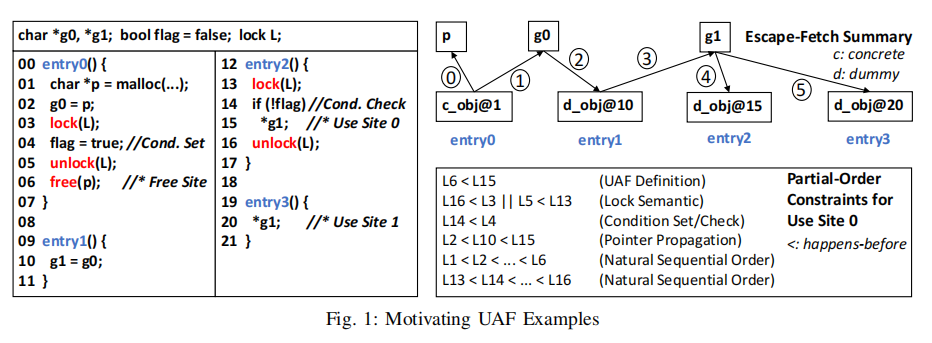 char *g0, *g1;  bool flag = false;  lock L;
00 entry0() {
01   char *p = malloc(...);
02   g0 = p;
03   lock(L);
04   flag = true; //Cond. Set
05   unlock(L);
06   free(p);     //* Free Site
07 }
08
09 entry1() {
10   g1 = g0;
11 }
12 entry2() {
13   lock(L);
14   if (!flag) //Cond. Check
15     *g1;   //* Use Site 0
16   unlock(L);
17 }
18
19 entry3() {
20   *g1;   //* Use Site 1
21 }
p
g0
g1
Escape-Fetch Summary
c: concrete
d: dummy
0
1
2
3
4
5
c_obj@1
d_obj@10
d_obj@15
d_obj@20
entry0
entry1
entry2
entry3
L6 < L15 (UAF Definition)
L16 < L3 || L5 < L13 (Lock Semantic)
L14 < L4 (Condition Set/Check)
L2 < L10 < L15 (Pointer Propagation)
L1 < L2 < ... < L6 (Natural Sequential Order)
L13 < L14 < ... < L16 (Natural Sequential Order)
Partial-Order
Constraints for
Use Site 0
<: happens-before
Fig. 1: Motivating UAF Examples